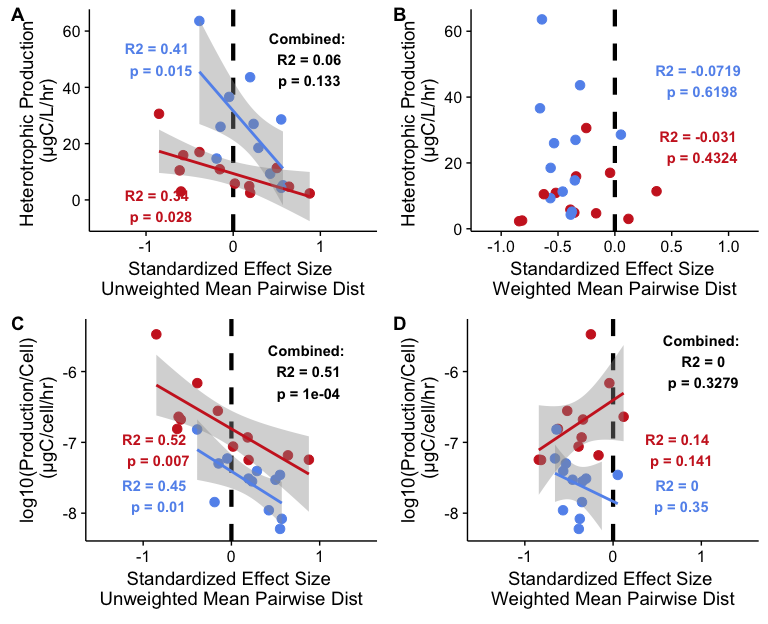 A
Heterotrophic Production
(µgC/L/hr)
60
40
20
0
R2 = 0.41
p = 0.015
Combined:
R2 = 0.06
p = 0.133
R2 = 0.34
p = 0.028
-1
0
1
Standardized Effect Size
Unweighted Mean Pairwise Dist
B
Heterotrophic Production
(µgC/L/hr)
60
40
20
0
R2 = -0.0719
p = 0.6198
R2 = -0.031
p = 0.4324
-1.0
-0.5
0.0
0.5
1.0
Standardized Effect Size
Weighted Mean Pairwise Dist
C
log10(Production/Cell)
(µgC/cell/hr)
-6
-7
-8
Combined:
R2 = 0.51
p = 1e-04
R2 = 0.52
p = 0.007
R2 = 0.45
p = 0.01
-1
0
1
Standardized Effect Size
Unweighted Mean Pairwise Dist
D
log10(Production/Cell)
(µgC/cell/hr)
-6
-7
-8
Combined:
R2 = 0
p = 0.3279
R2 = 0.14
p = 0.141
R2 = 0
p = 0.35
-1
0
1
Standardized Effect Size
Weighted Mean Pairwise Dist